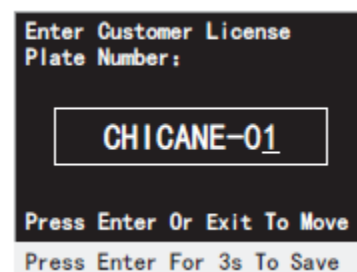 Enter Customer License
Plate Number:
CHICANE-01
Press Enter Or Exit To Move
Press Enter For 3s To Save